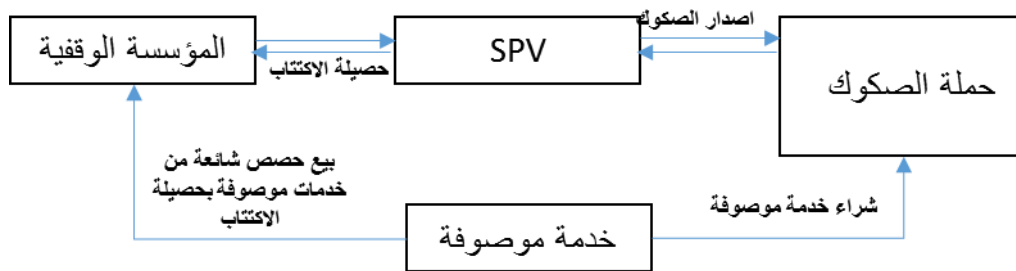 اصدار الصكوك
المؤسسة الوقفية
SPV
حملة الصكوك
حصيلة الاكتتاب
بيع حصص شائعة من
خدمات موصوفة بحصيلة
الاكتتاب
شراء خدمة موصوفة
خدمة موصوفة